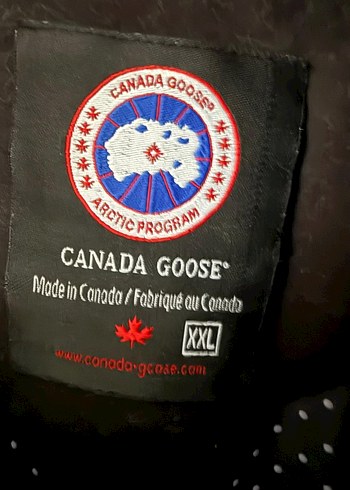 CANADA GOOSE®
ARCTIC PROGRAM
CANADA GOOSE®
Made in Canada / Fabriqué au Canada
XXL
www.canada-goose.com